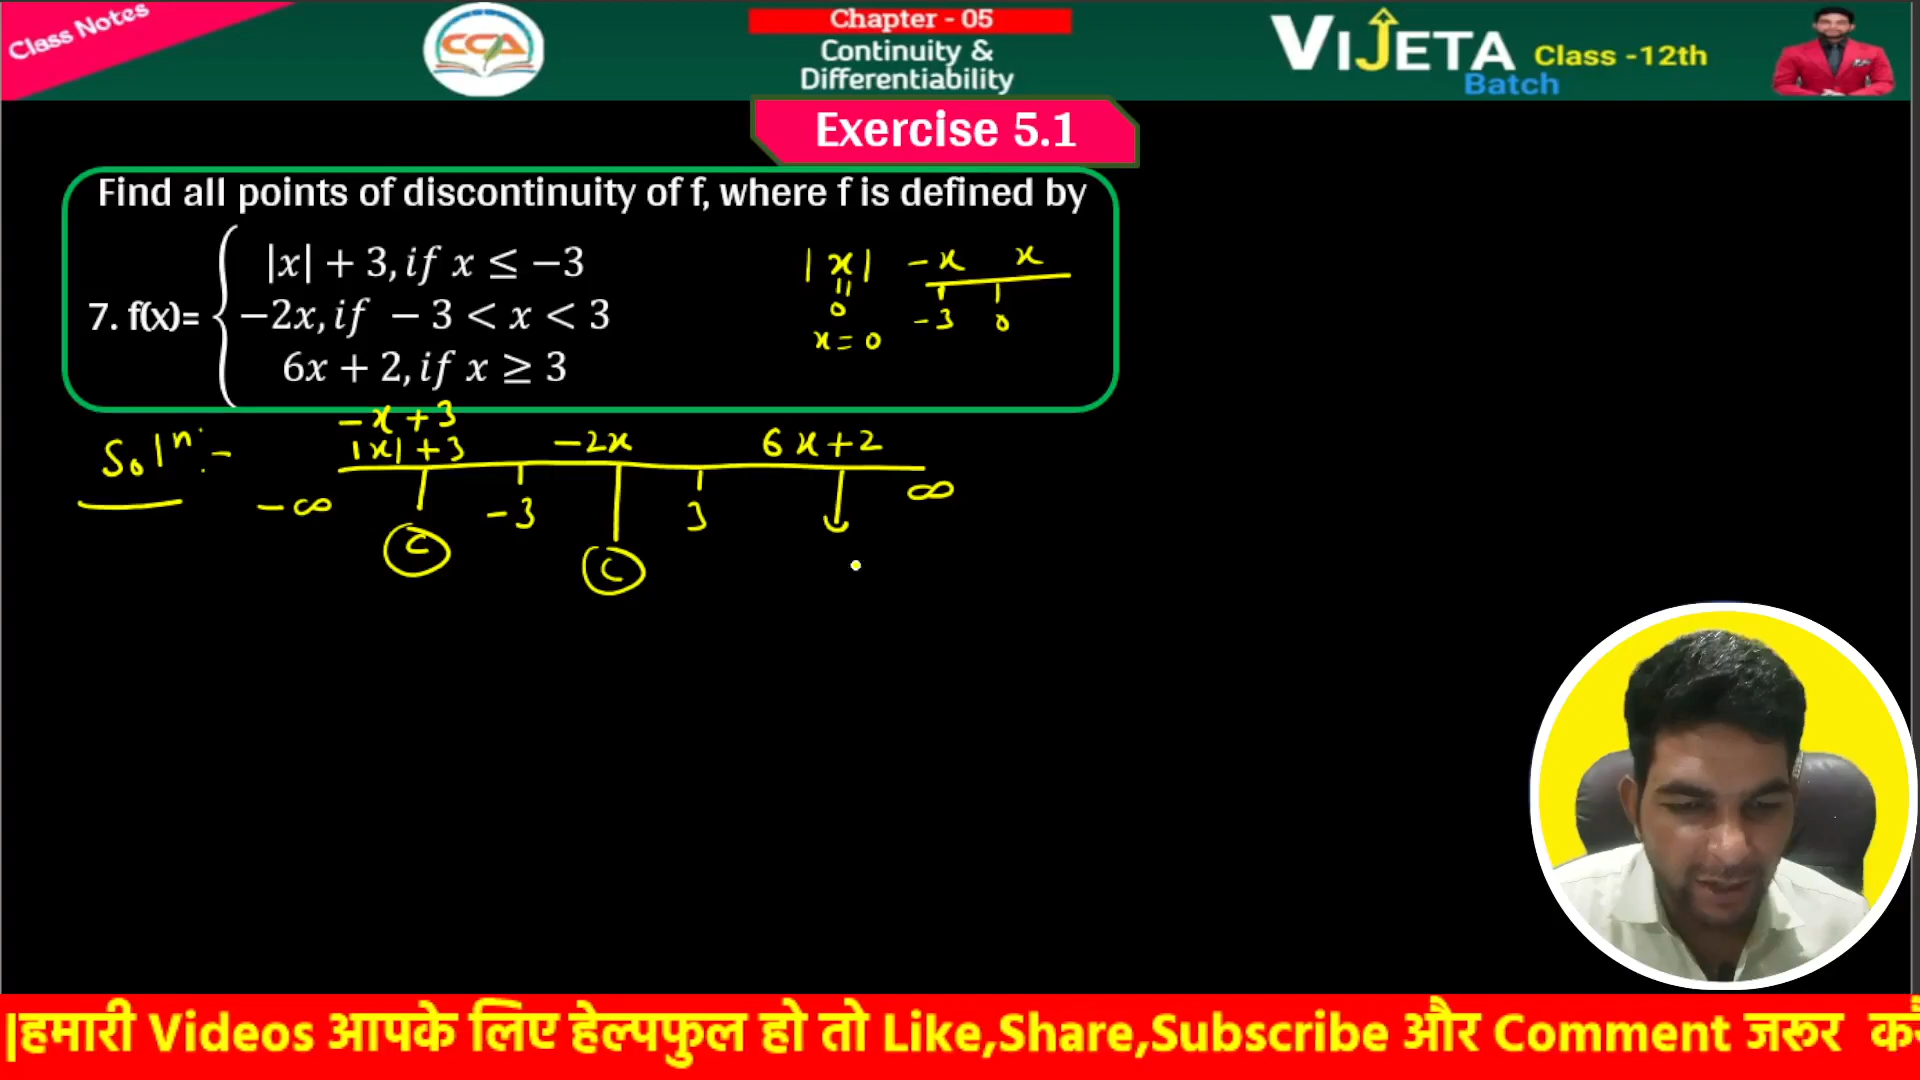 Class Notes
CCA
Chapter - 05
Continuity &
Differentiability
VIJETA Class -12th
Batch
Exercise 5.1
Find all points of discontinuity of f, where f is defined by
7. f(x)= { |x| + 3, if x ≤ −3
−2x, if − 3 < x < 3
6x + 2, if x ≥ 3
|x| -x x
=
0 -3 0
x = 0
-x+3
Solⁿ:- |x|+3 -2x 6x+2
-∞ -3 3 ∞
C C
|हमारी Videos आपके लिए हेल्पफुल हो तो Like,Share,Subscribe और Comment जरूर